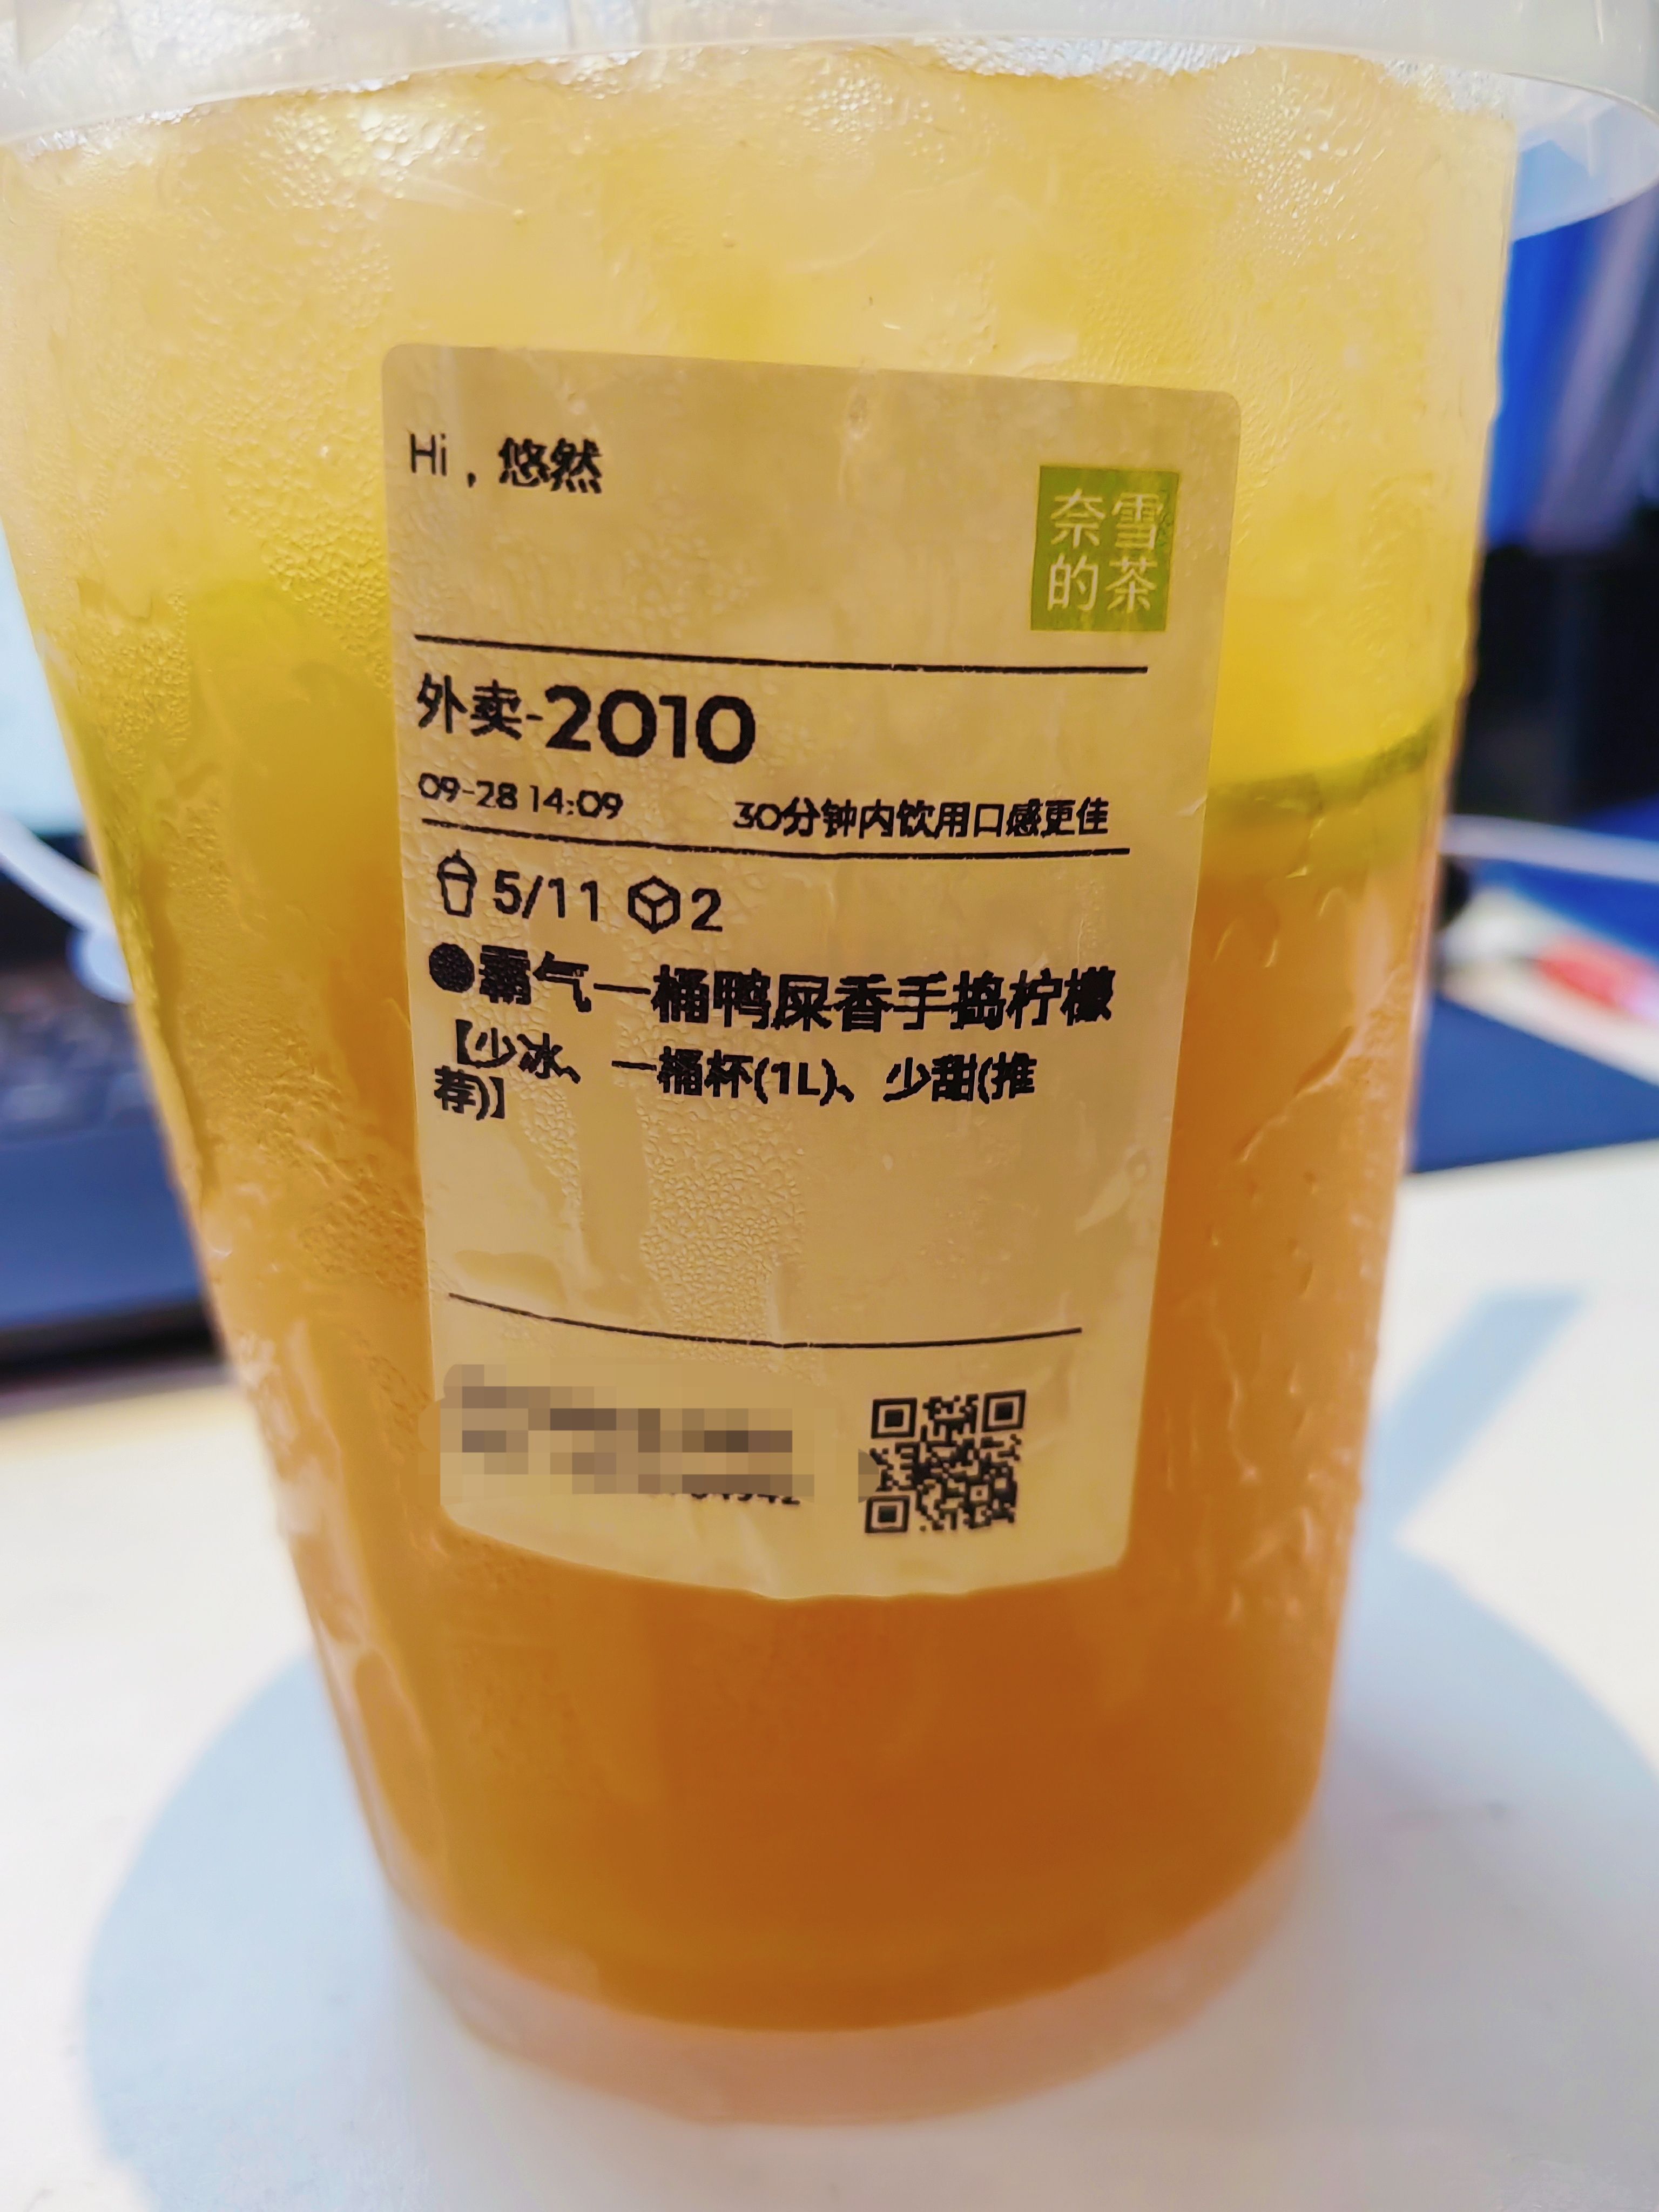 Hi，悠然
奈雪
的茶
外卖-2010
09-28 14:09 30分钟内饮用口感更佳
5/11 2
●霸气一桶鸭屎香手捣柠檬
【少冰、一桶杯(1L)、少甜(推
荐)】